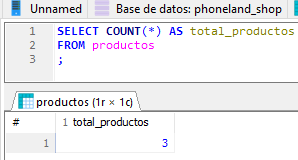 Unnamed Base de datos: phoneland_shop
1 SELECT COUNT(*) AS total_productos
2 FROM productos
3 ;
productos (1r × 1c)
# 1 total_productos
1 3